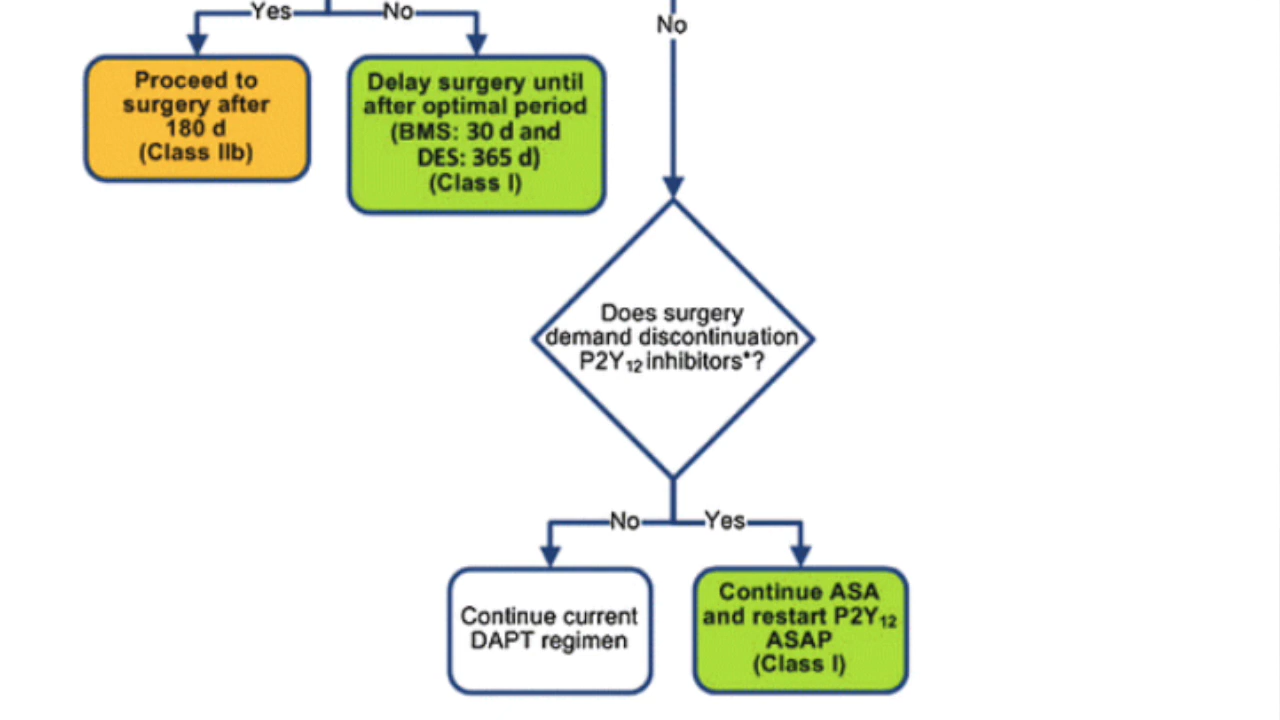 Yes
No
No
Proceed to
surgery after
180 d
(Class IIb)
Delay surgery until
after optimal period
(BMS: 30 d and
DES: 365 d)
(Class I)
Does surgery
demand discontinuation
P2Y₁₂ inhibitors*?
No
Yes
Continue current
DAPT regimen
Continue ASA
and restart P2Y₁₂
ASAP
(Class I)